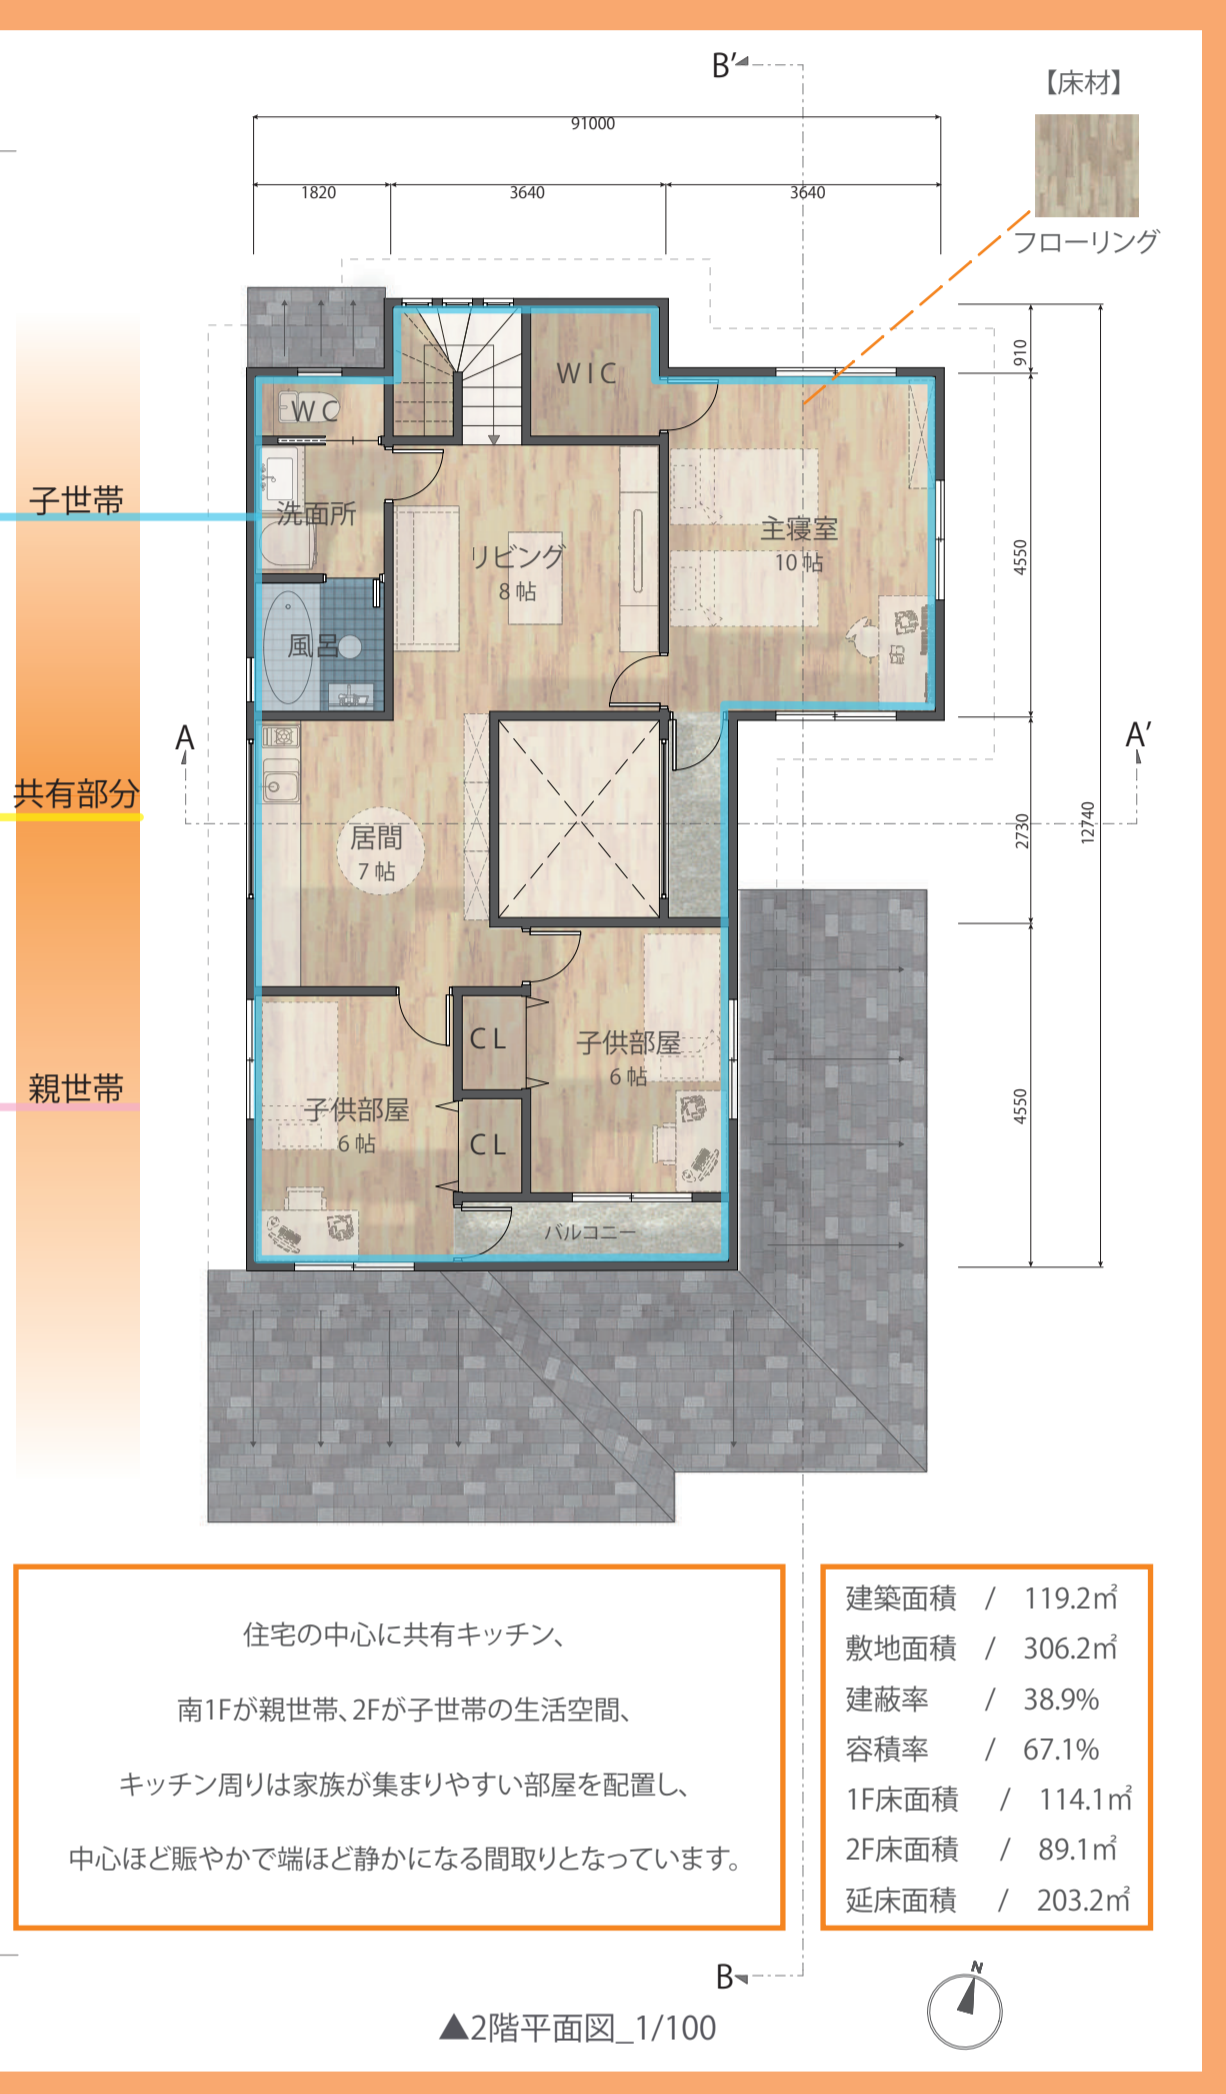 B’
【床材】
91000
1820
3640
3640
フローリング
910
WIC
WC
子世帯
洗面所
リビング
8 帖
主寝室
10 帖
4550
風呂
A
A’
共有部分
居間
7 帖
2730
12740
CL
子供部屋
6 帖
親世帯
子供部屋
6 帖
CL
4550
バルコニー
住宅の中心に共有キッチン、
南1Fが親世帯、2Fが子世帯の生活空間、
キッチン周りは家族が集まりやすい部屋を配置し、
中心ほど賑やかで端ほど静かになる間取りとなっています。
建築面積 / 119.2㎡
敷地面積 / 306.2㎡
建蔽率 / 38.9%
容積率 / 67.1%
1F床面積 / 114.1㎡
2F床面積 / 89.1㎡
延床面積 / 203.2㎡
B
N
▲2階平面図_1/100